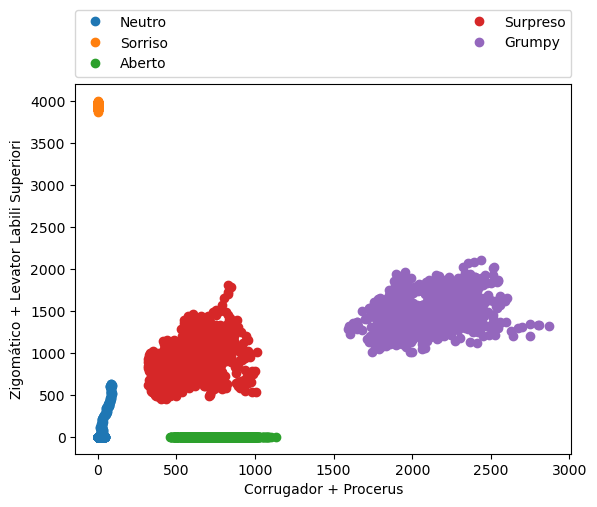 Neutro
Sorriso
Aberto
Surpreso
Grumpy
4000
3500
3000
2500
2000
1500
1000
500
0
Zigomático + Levator Labili Superiori
0 500 1000 1500 2000 2500 3000
Corrugador + Procerus